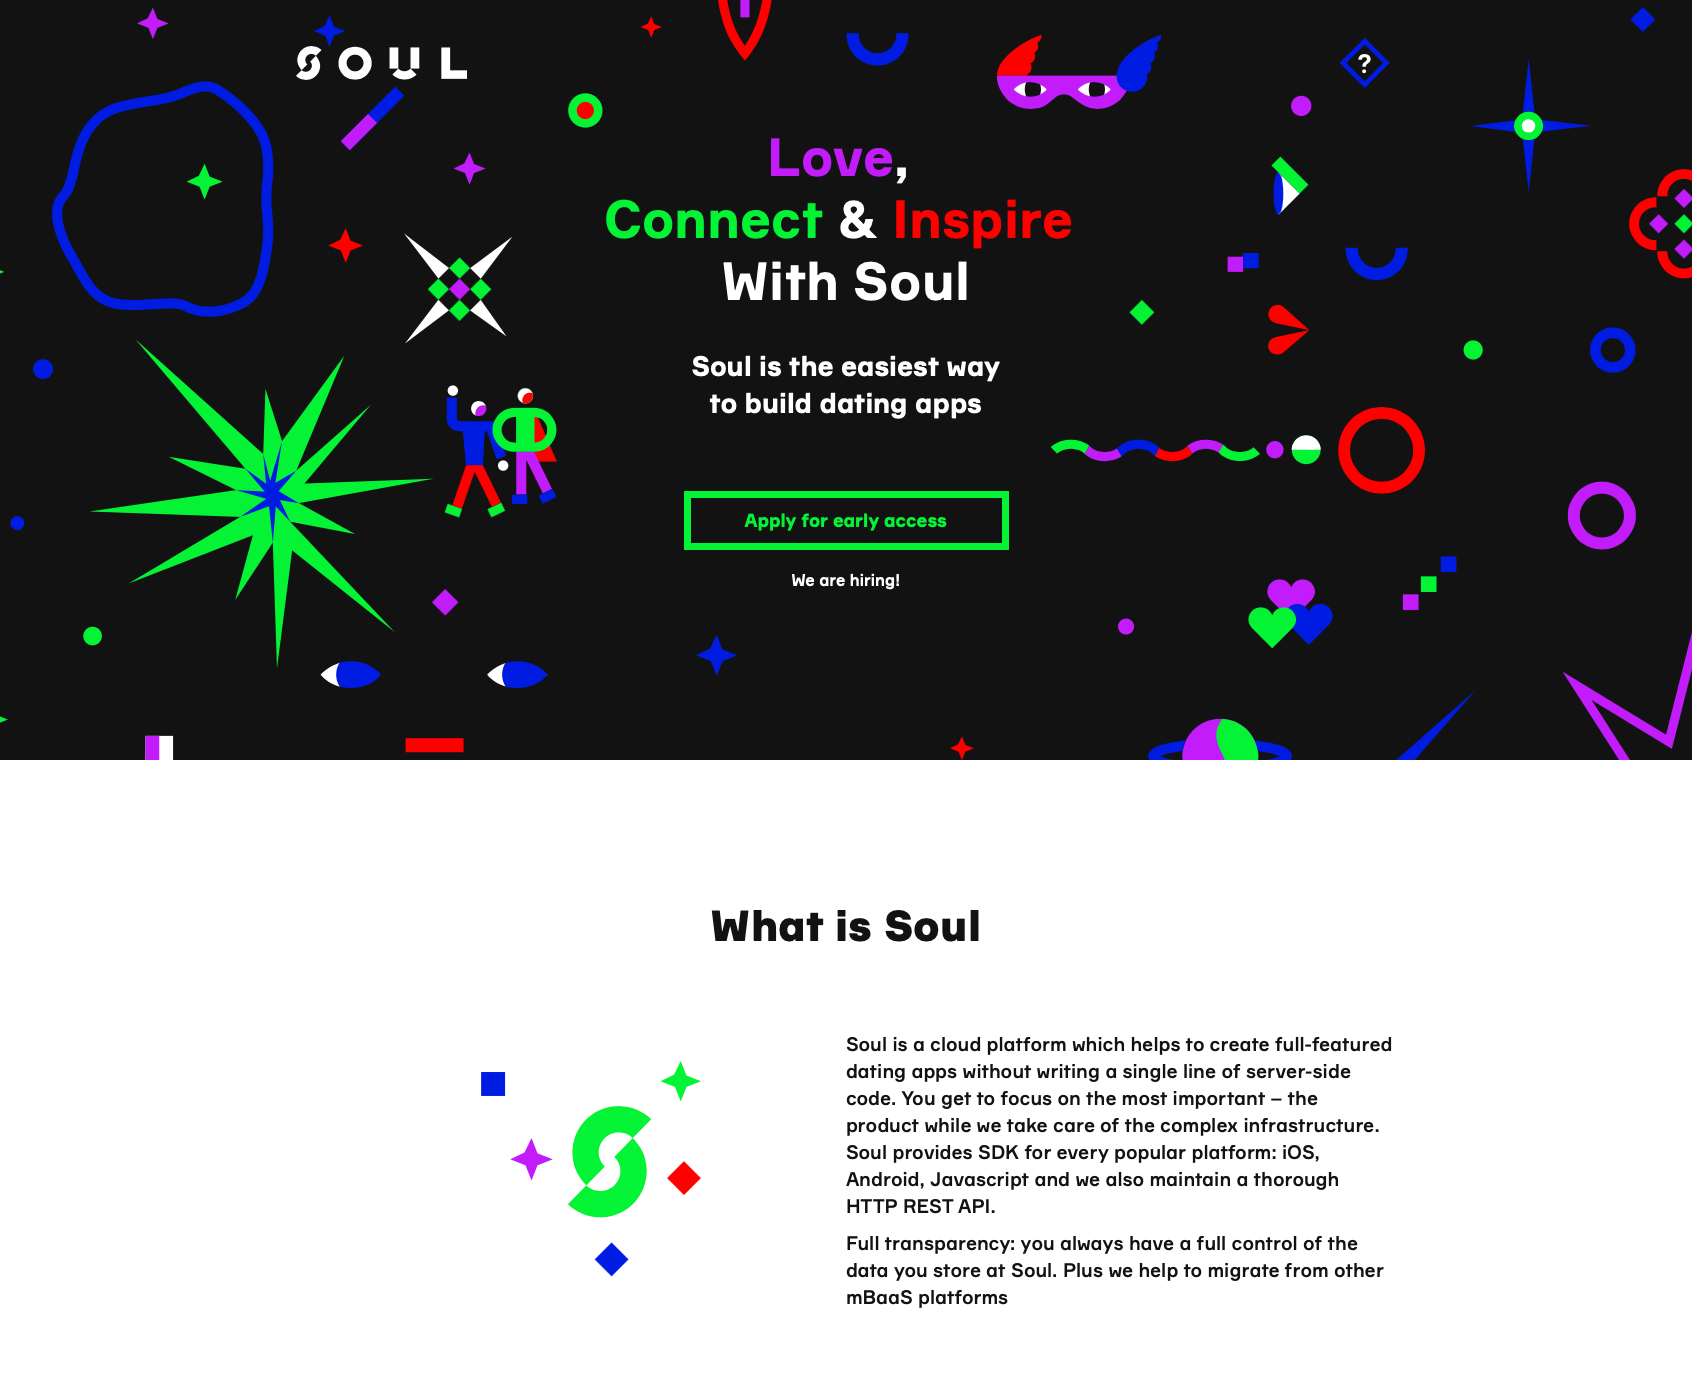 SOUL
?
Love,
Connect & Inspire
With Soul
Soul is the easiest way
to build dating apps
Apply for early access
We are hiring!
What is Soul
Soul is a cloud platform which helps to create full-featured
dating apps without writing a single line of server-side
code. You get to focus on the most important – the
product while we take care of the complex infrastructure.
Soul provides SDK for every popular platform: iOS,
Android, Javascript and we also maintain a thorough
HTTP REST API.
Full transparency: you always have a full control of the
data you store at Soul. Plus we help to migrate from other
mBaaS platforms